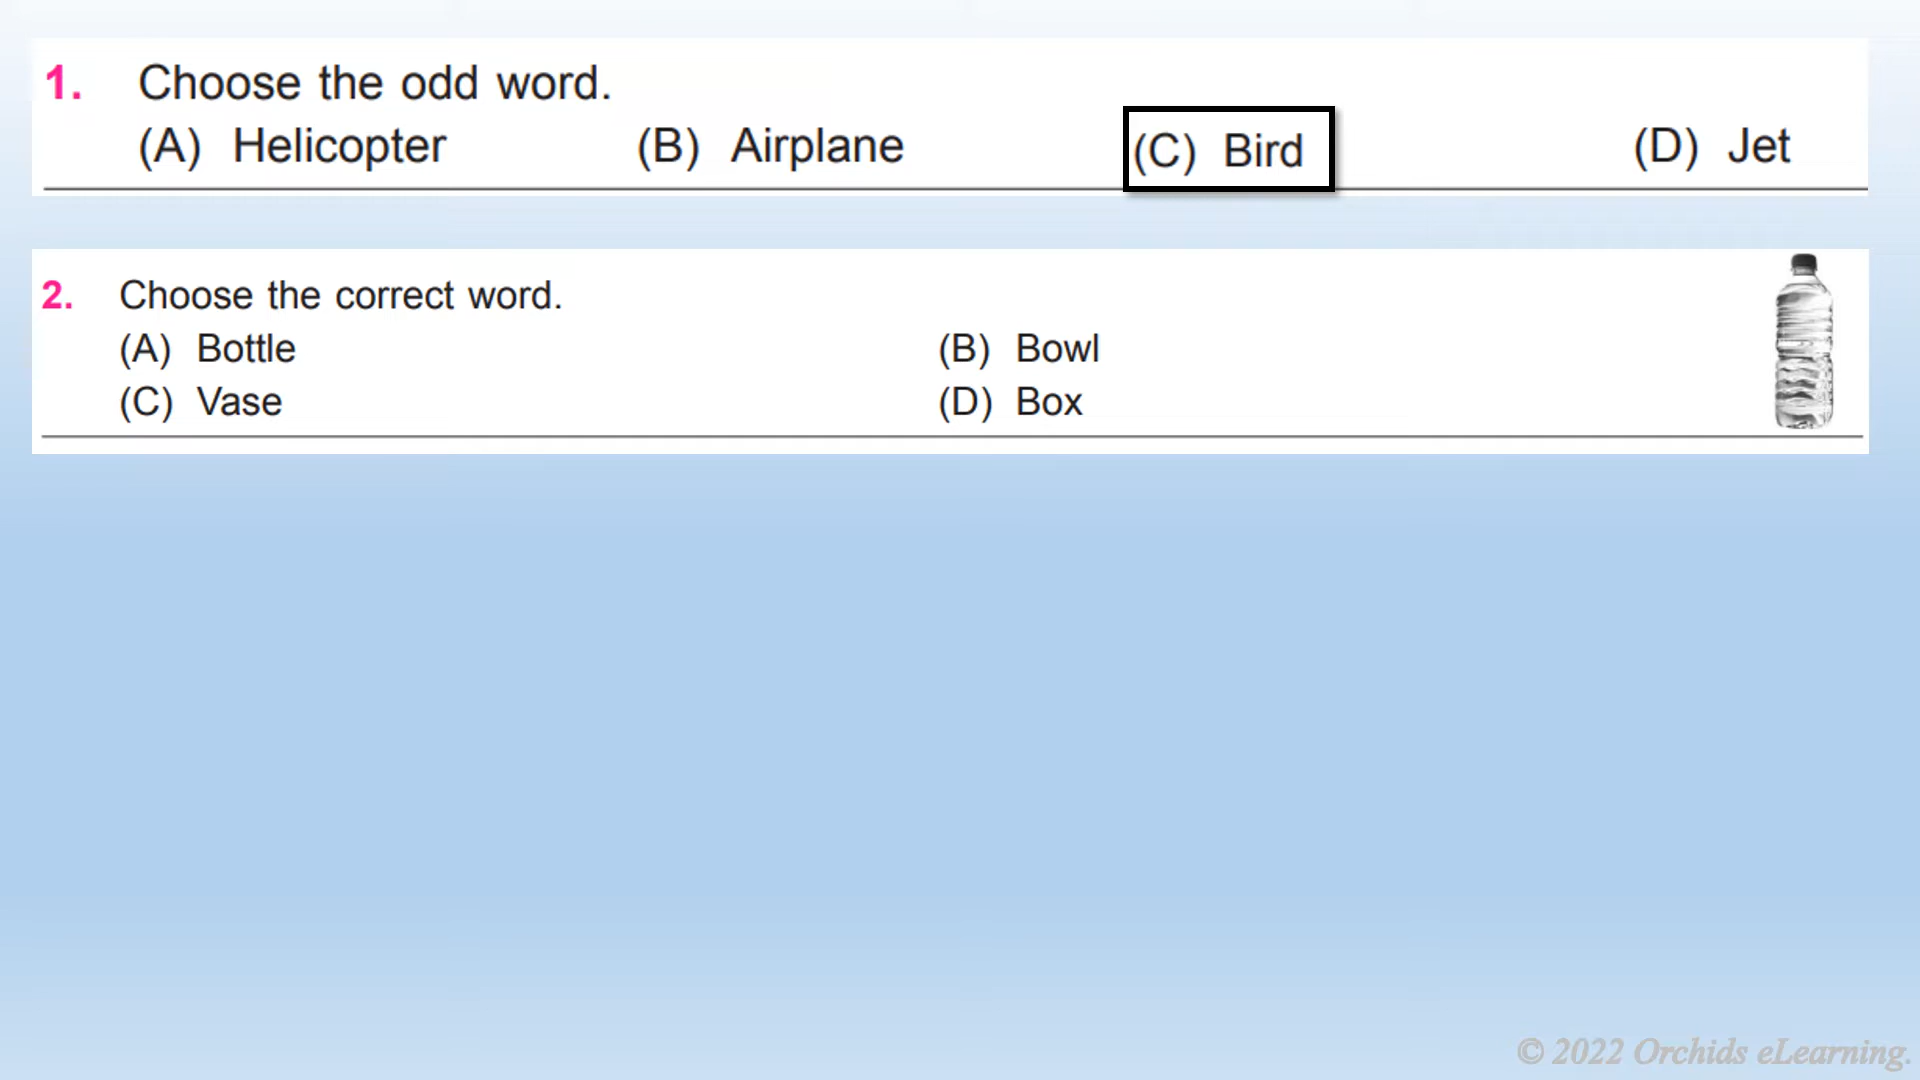 1. Choose the odd word.
(A) Helicopter (B) Airplane (C) Bird (D) Jet
2. Choose the correct word.
(A) Bottle (B) Bowl
(C) Vase (D) Box
© 2022 Orchids eLearning.